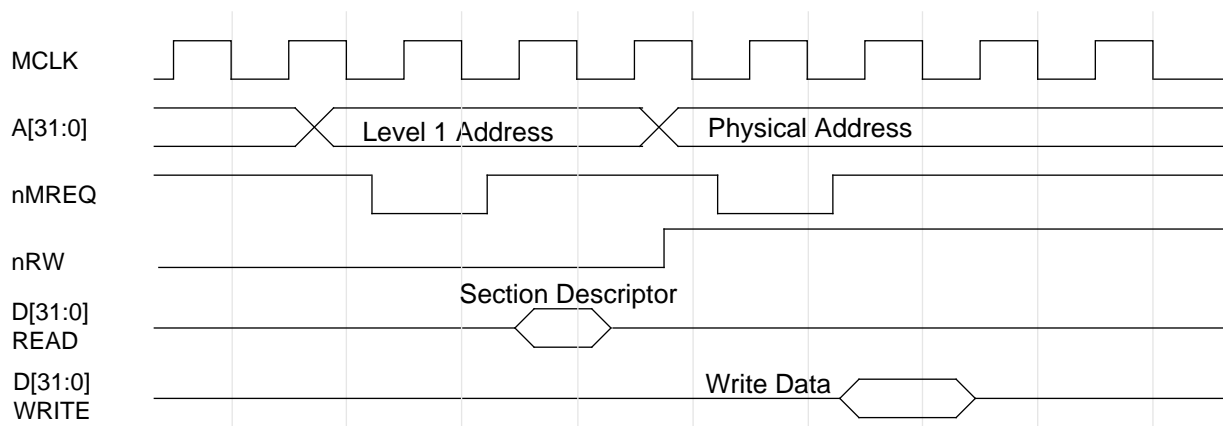 MCLK
A[31:0]
Level 1 Address
Physical Address
nMREQ
nRW
Section Descriptor
D[31:0]
READ
D[31:0]
WRITE
Write Data